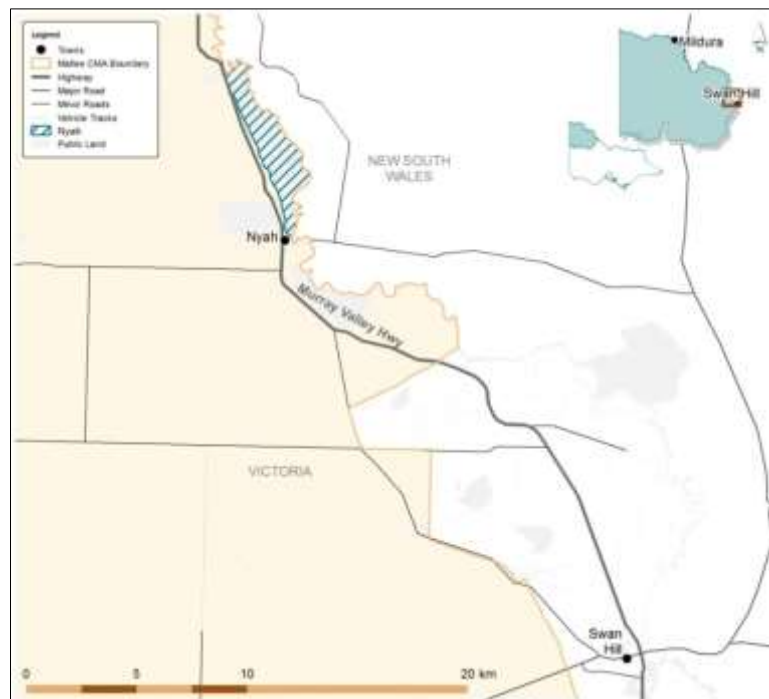 Legend
Towns
Mallee CMA Boundary
Highway
Major Road
Minor Roads
Vehicle Tracks
Nyah
Public Land
Mildura
Swan Hill
NEW SOUTH
WALES
Nyah
Murray Valley Hwy
VICTORIA
Swan
Hill
0 5 10 20 km